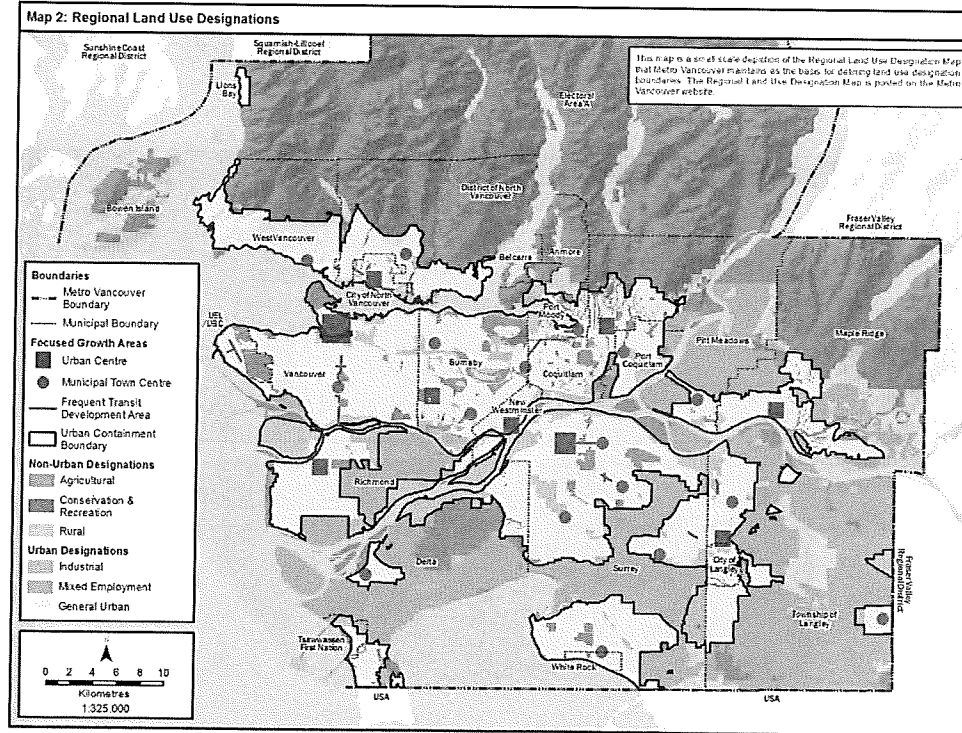 Map 2: Regional Land Use Designations
Sunshine Coast
Regional District
Squamish-Lillooet
Regional District
This map is a small scale depiction of the Regional Land Use Designation Map
that Metro Vancouver maintains as the basis for defining land use designation
boundaries. The Regional Land Use Designation Map is posted on the Metro
Vancouver website.
Lions
Bay
Electoral
Area 'A'
Bowen Island
District of North
Vancouver
Fraser Valley
Regional District
West Vancouver
Belcarra
Anmore
City of North
Vancouver
Port
Moody
UEL
/UBC
Maple Ridge
Pitt Meadows
Vancouver
Burnaby
Coquitlam
Port
Coquitlam
New
Westminster
Richmond
Delta
Surrey
City of
Langley
Township of
Langley
Fraser Valley
Regional District
Tsawwassen
First Nation
White Rock
USA
USA
Boundaries
Metro Vancouver
Boundary
Municipal Boundary
Focused Growth Areas
Urban Centre
Municipal Town Centre
Frequent Transit
Development Area
Urban Containment
Boundary
Non-Urban Designations
Agricultural
Conservation &
Recreation
Rural
Urban Designations
Industrial
Mixed Employment
General Urban
N
0 2 4 6 8 10
Kilometres
1:325,000